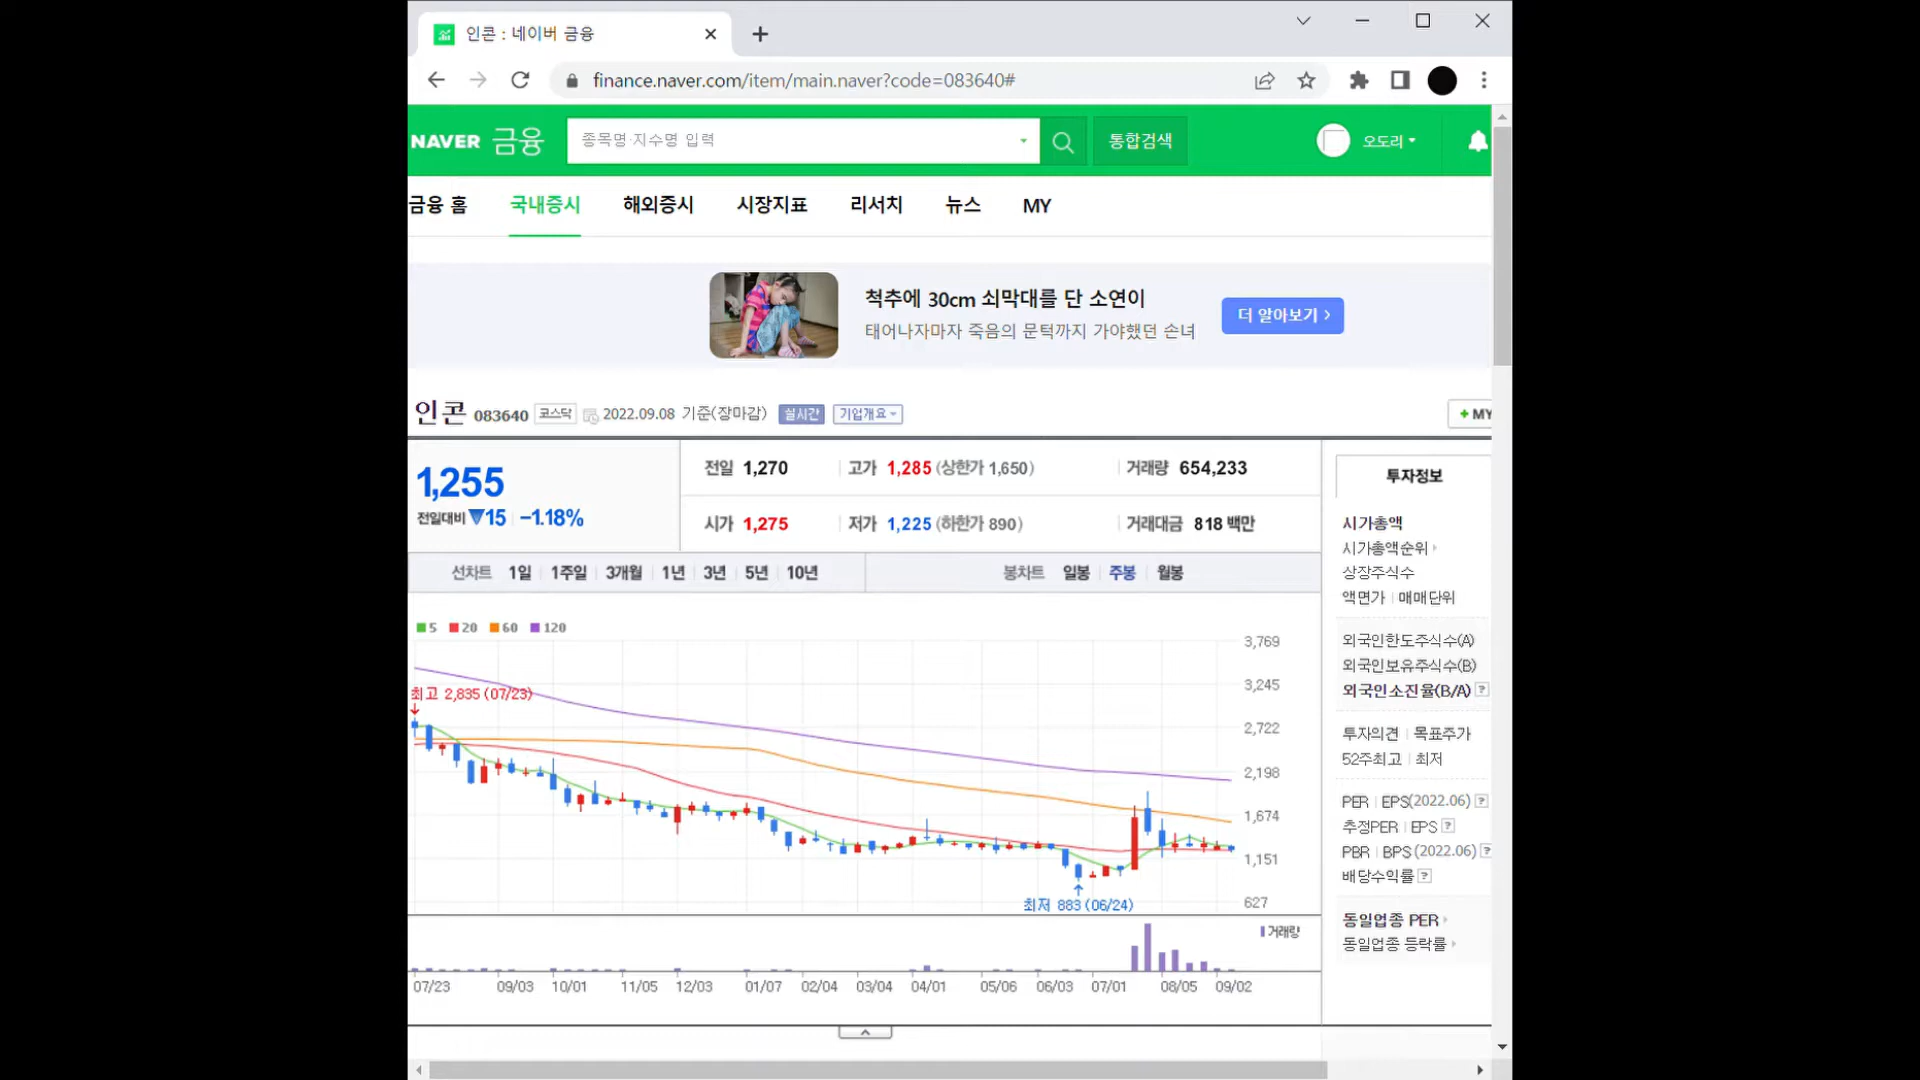 인콘 : 네이버 금융
finance.naver.com/item/main.naver?code=083640#
NAVER 금융 종목명·지수명 입력 통합검색 오도리
금융 홈 국내증시 해외증시 시장지표 리서치 뉴스 MY
척추에 30cm 쇠막대를 단 소연이
태어나자마자 죽음의 문턱까지 가야했던 손녀
더 알아보기 >
인콘 083640 코스닥 2022.09.08 기준(장마감) 실시간 기업개요 + MY
1,255
전일대비 ▼15 -1.18%
전일 1,270 고가 1,285 (상한가 1,650) 거래량 654,233
시가 1,275 저가 1,225 (하한가 890) 거래대금 818 백만
선차트 1일 1주일 3개월 1년 3년 5년 10년 봉차트 일봉 주봉 월봉
5 20 60 120
3,769
3,245
2,722
2,198
1,674
1,151
627
최고 2,835 (07/23)
최저 883 (06/24)
거래량
07/23 09/03 10/01 11/05 12/03 01/07 02/04 03/04 04/01 05/06 06/03 07/01 08/05 09/02
투자정보
시가총액
시가총액순위
상장주식수
액면가 매매단위
외국인한도주식수(A)
외국인보유주식수(B)
외국인소진율(B/A) ?
투자의견 목표주가
52주최고 최저
PER EPS(2022.06) ?
추정PER EPS ?
PBR BPS(2022.06) ?
배당수익률 ?
동일업종 PER
동일업종 등락률